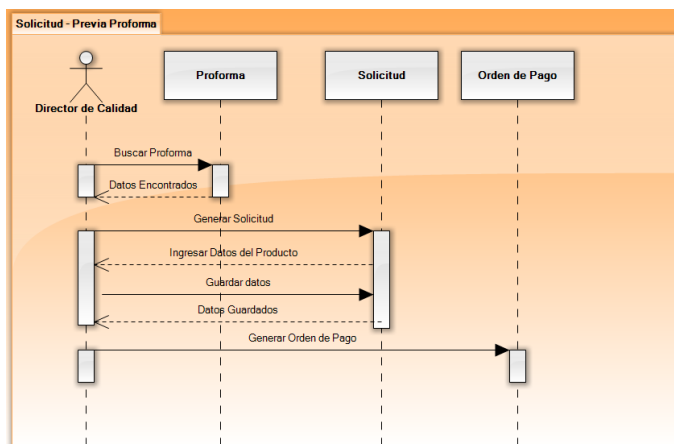 Solicitud - Previa Proforma
Proforma
Solicitud
Orden de Pago
Director de Calidad
Buscar Proforma
Datos Encontrados
Generar Solicitud
Ingresar Datos del Producto
Guardar datos
Datos Guardados
Generar Orden de Pago